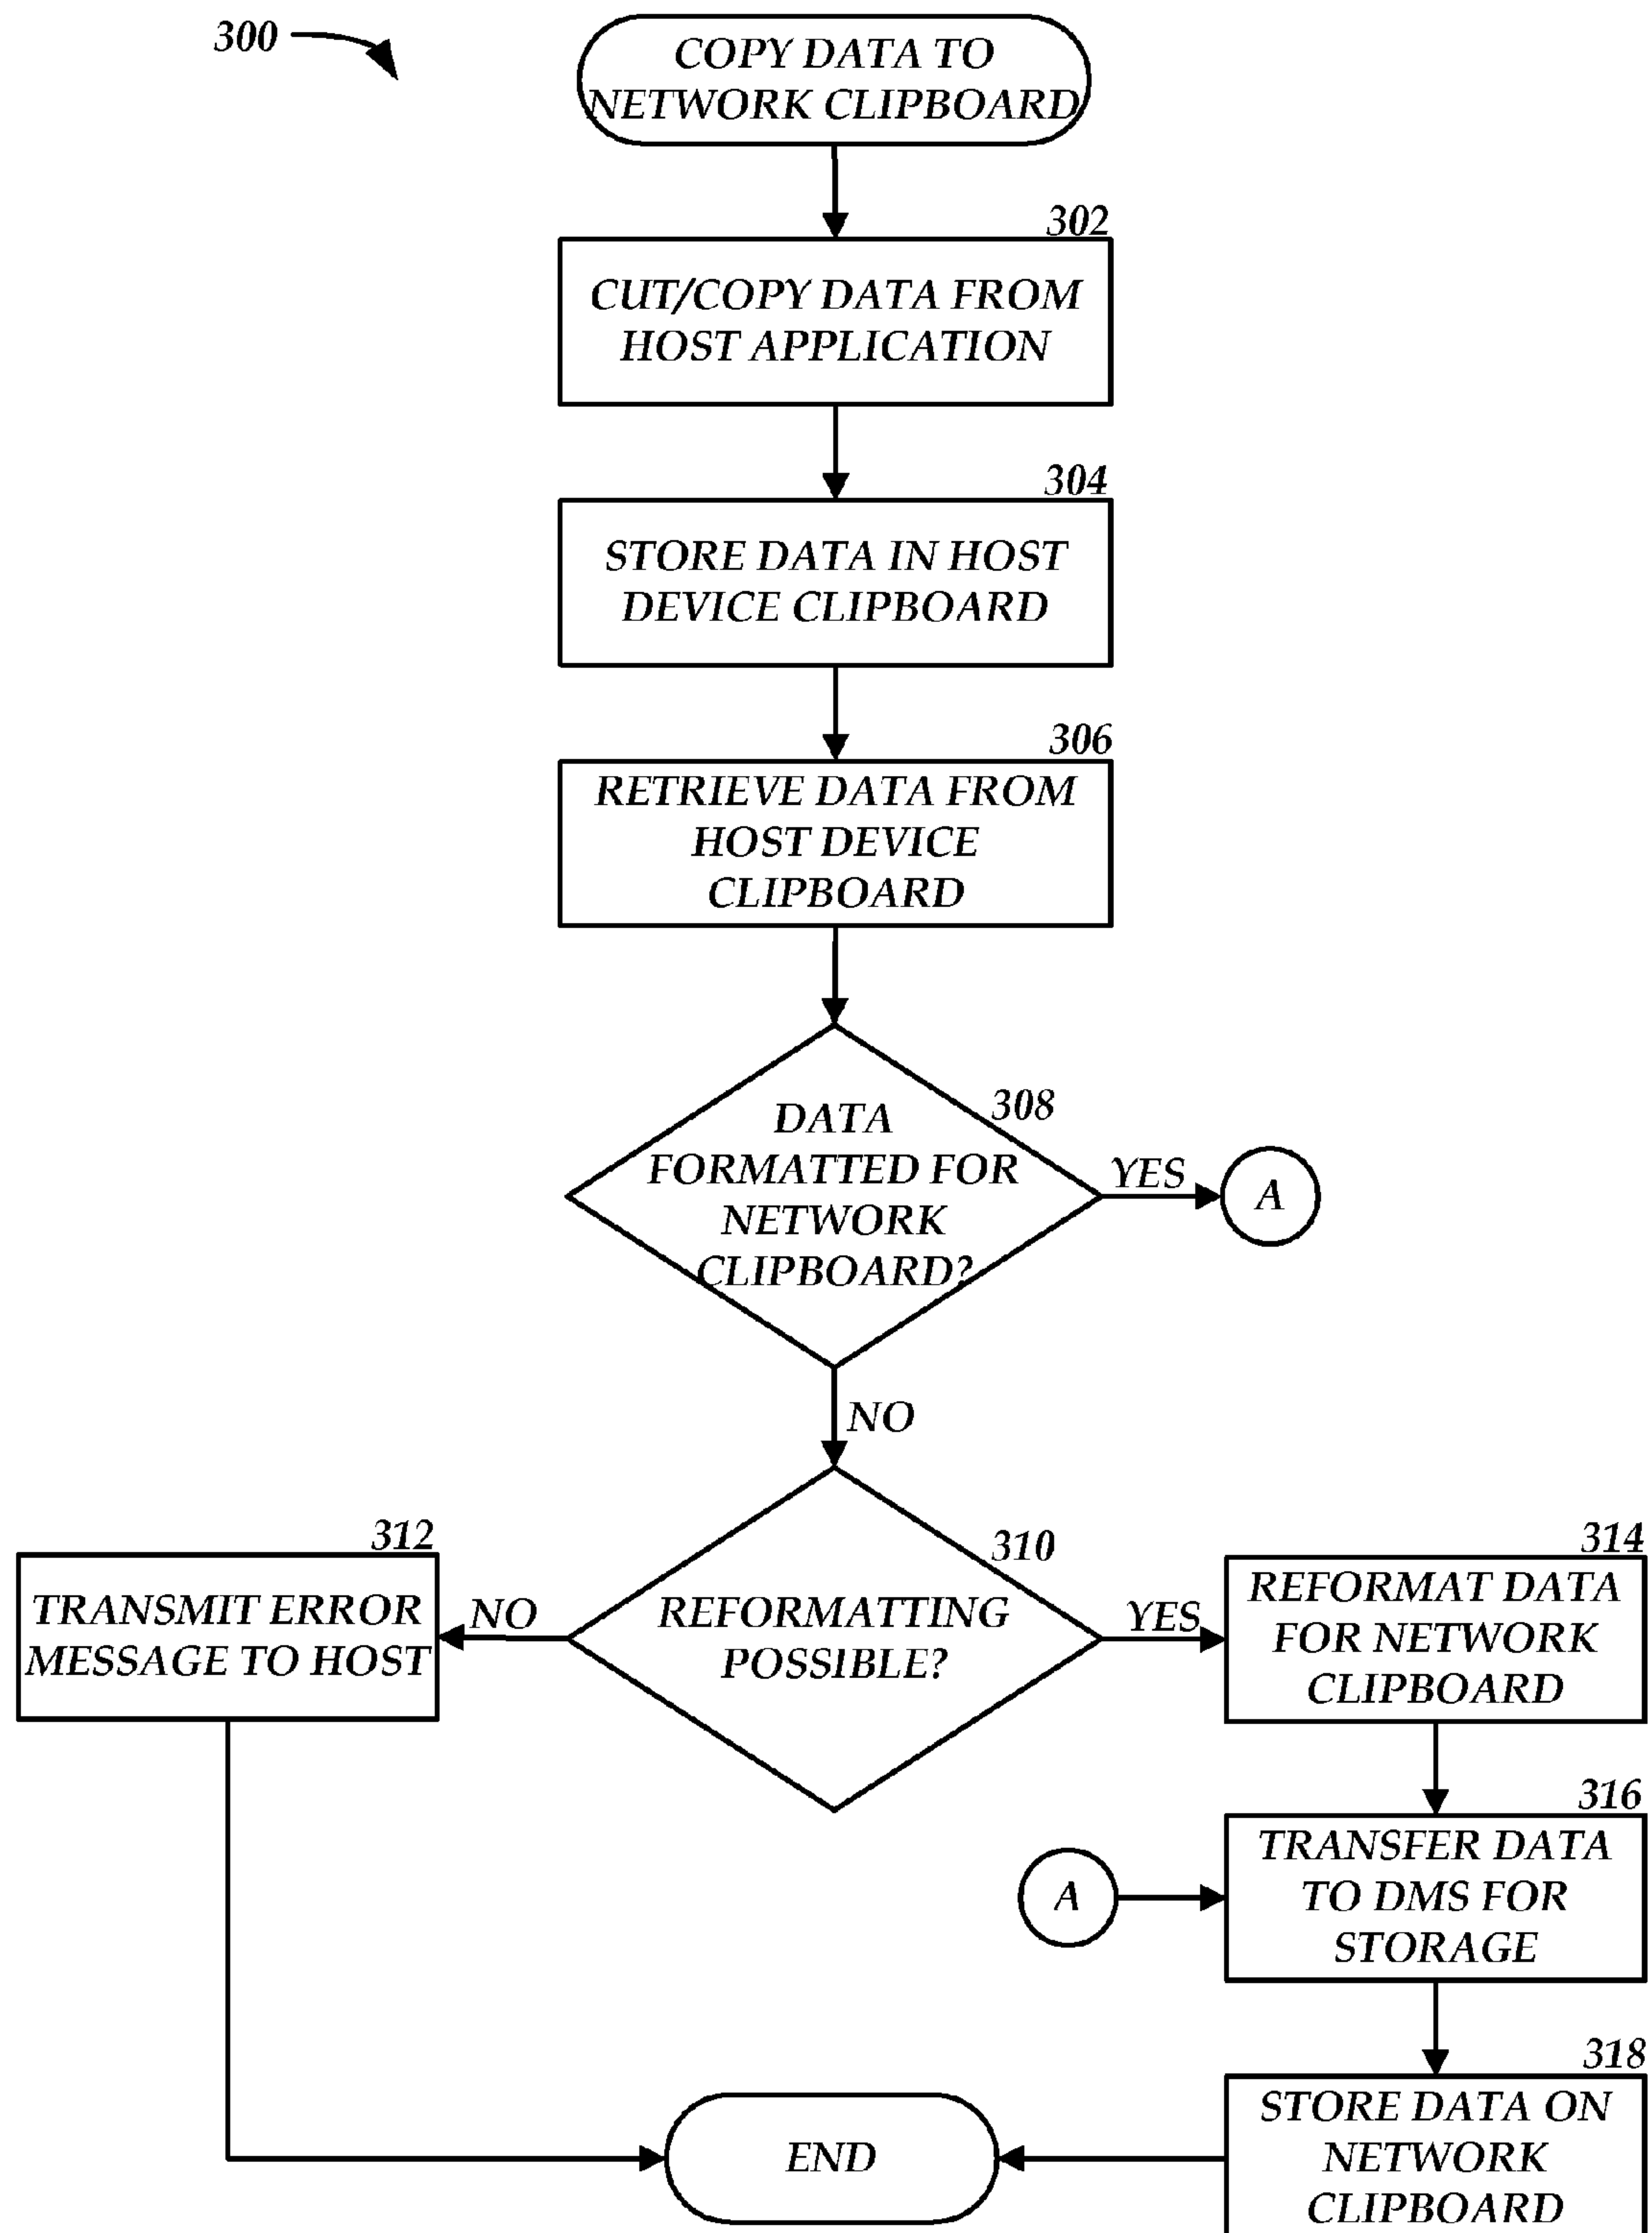 300
COPY DATA TO
NETWORK CLIPBOARD
302
CUT/COPY DATA FROM
HOST APPLICATION
304
STORE DATA IN HOST
DEVICE CLIPBOARD
306
RETRIEVE DATA FROM
HOST DEVICE
CLIPBOARD
308
DATA
FORMATTED FOR
NETWORK
CLIPBOARD?
YES
A
NO
310
REFORMATTING
POSSIBLE?
NO
312
TRANSMIT ERROR
MESSAGE TO HOST
YES
314
REFORMAT DATA
FOR NETWORK
CLIPBOARD
A
316
TRANSFER DATA
TO DMS FOR
STORAGE
318
STORE DATA ON
NETWORK
CLIPBOARD
END